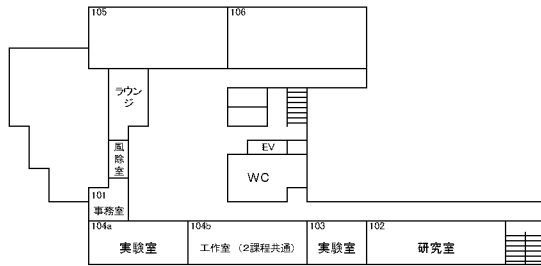 105
106
ラウン
ジ
風
除
室
EV
WC
101
事務室
104a
実験室
104b
工作室（2課程共通）
103
実験室
102
研究室